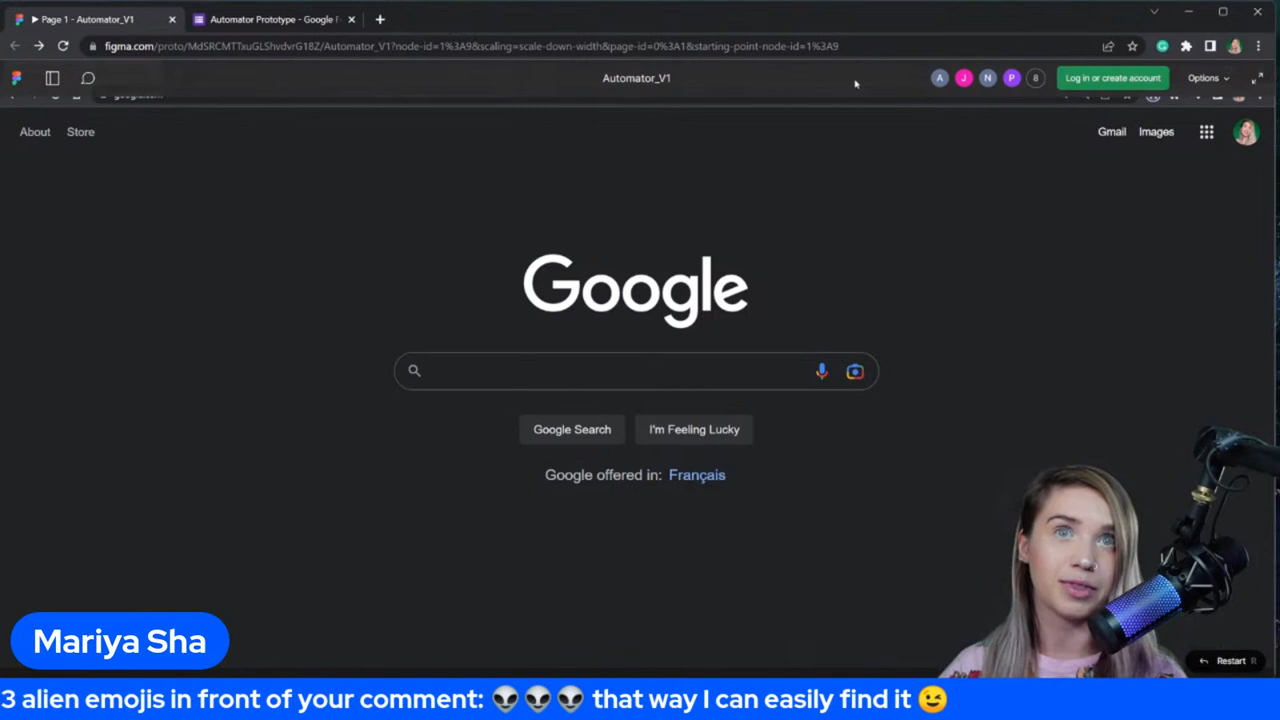 Page 1 - Automator_V1
Automator Prototype - Google F
figma.com/proto/MdSRCMTTxuGLShvdvrG18Z/Automator_V1?node-id=1%3A9&scaling=scale-down-width&page-id=0%3A1&starting-point-node-id=1%3A9
Automator_V1
A J N P 8
Log in or create account
Options
About Store
Gmail Images
Google
Google Search
I'm Feeling Lucky
Google offered in: Français
Mariya Sha
Restart R
3 alien emojis in front of your comment: 👽 👽 👽 that way I can easily find it 😉